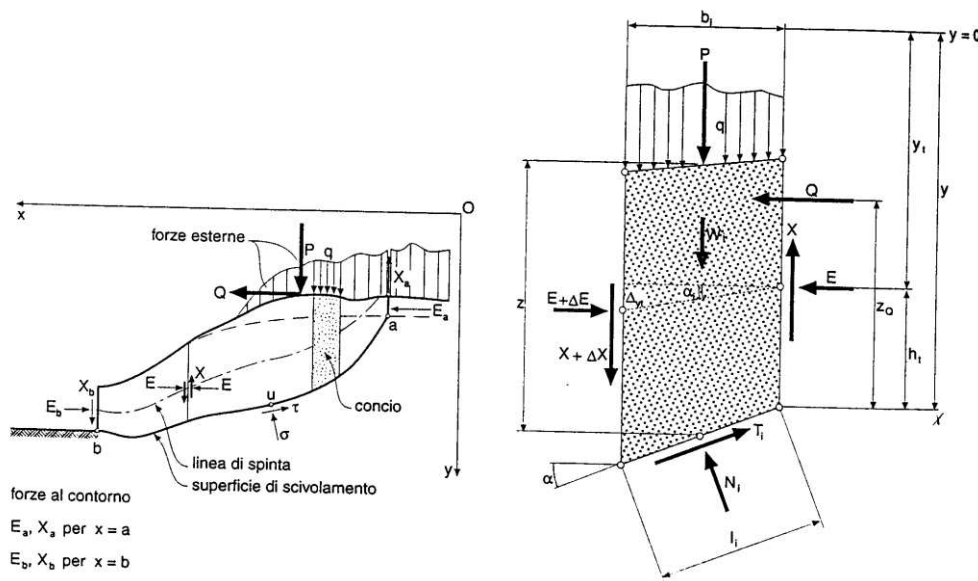 x
O
forze esterne
P
q
Q
X_a
E_a
a
X_b
E_b
E
X
E
b
u
τ
σ
concio
linea di spinta
superficie di scivolamento
y
forze al contorno
E_a, X_a per x = a
E_b, X_b per x = b
b_i
y = 0
P
q
y_t
y
Q
X
z
E
z_Q
E + ΔE
X + ΔX
h_t
T_i
N_i
α
l_i